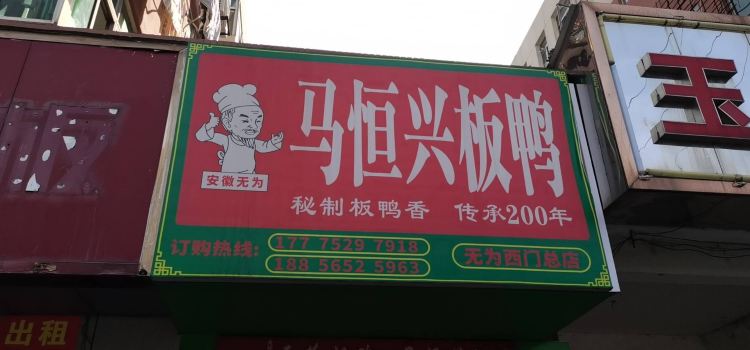 马恒兴板鸭
安徽无为
秘制板鸭香 传承200年
订购热线: 177 7529 7918
188 5652 5963
无为西门总店
出租